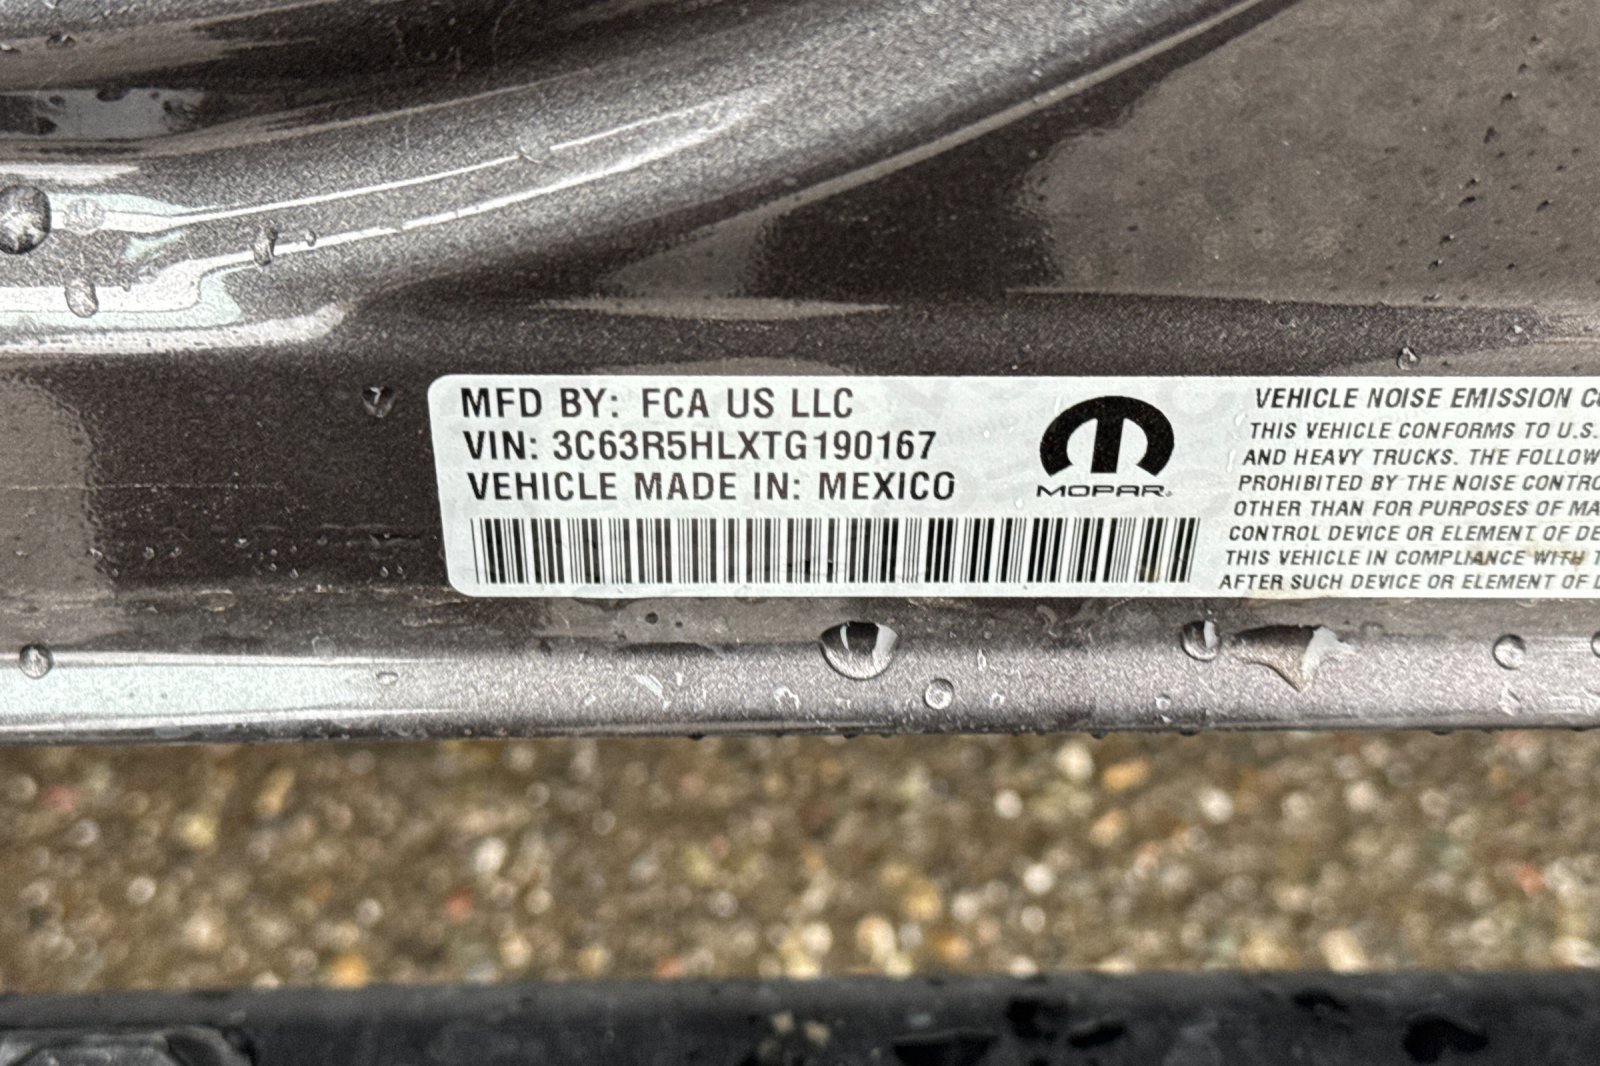 MFD BY: FCA US LLC
VIN: 3C63R5HLXTG190167
VEHICLE MADE IN: MEXICO
MOPAR®
VEHICLE NOISE EMISSION
THIS VEHICLE CONFORMS TO U.S.
AND HEAVY TRUCKS. THE
PROHIBITED BY THE NOISE
OTHER THAN FOR PURPOSES OF
CONTROL DEVICE OR ELEMENT OF
THIS VEHICLE IN COMPLIANCE WITH
AFTER SUCH DEVICE OR ELEMENT OF